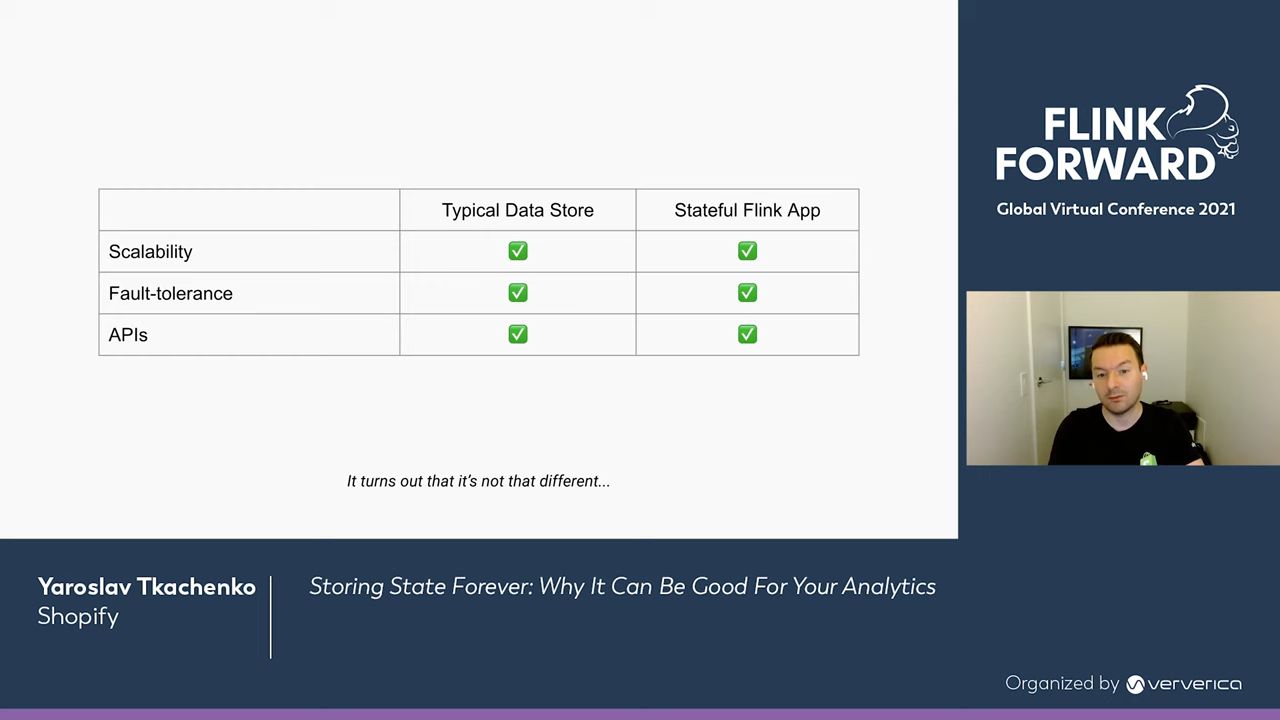 Typical Data Store Stateful Flink App
Scalability ✅ ✅
Fault-tolerance ✅ ✅
APIs ✅ ✅
It turns out that it's not that different...
FLINK
FORWARD
Global Virtual Conference 2021
Yaroslav Tkachenko
Shopify
Storing State Forever: Why It Can Be Good For Your Analytics
Organized by ververica